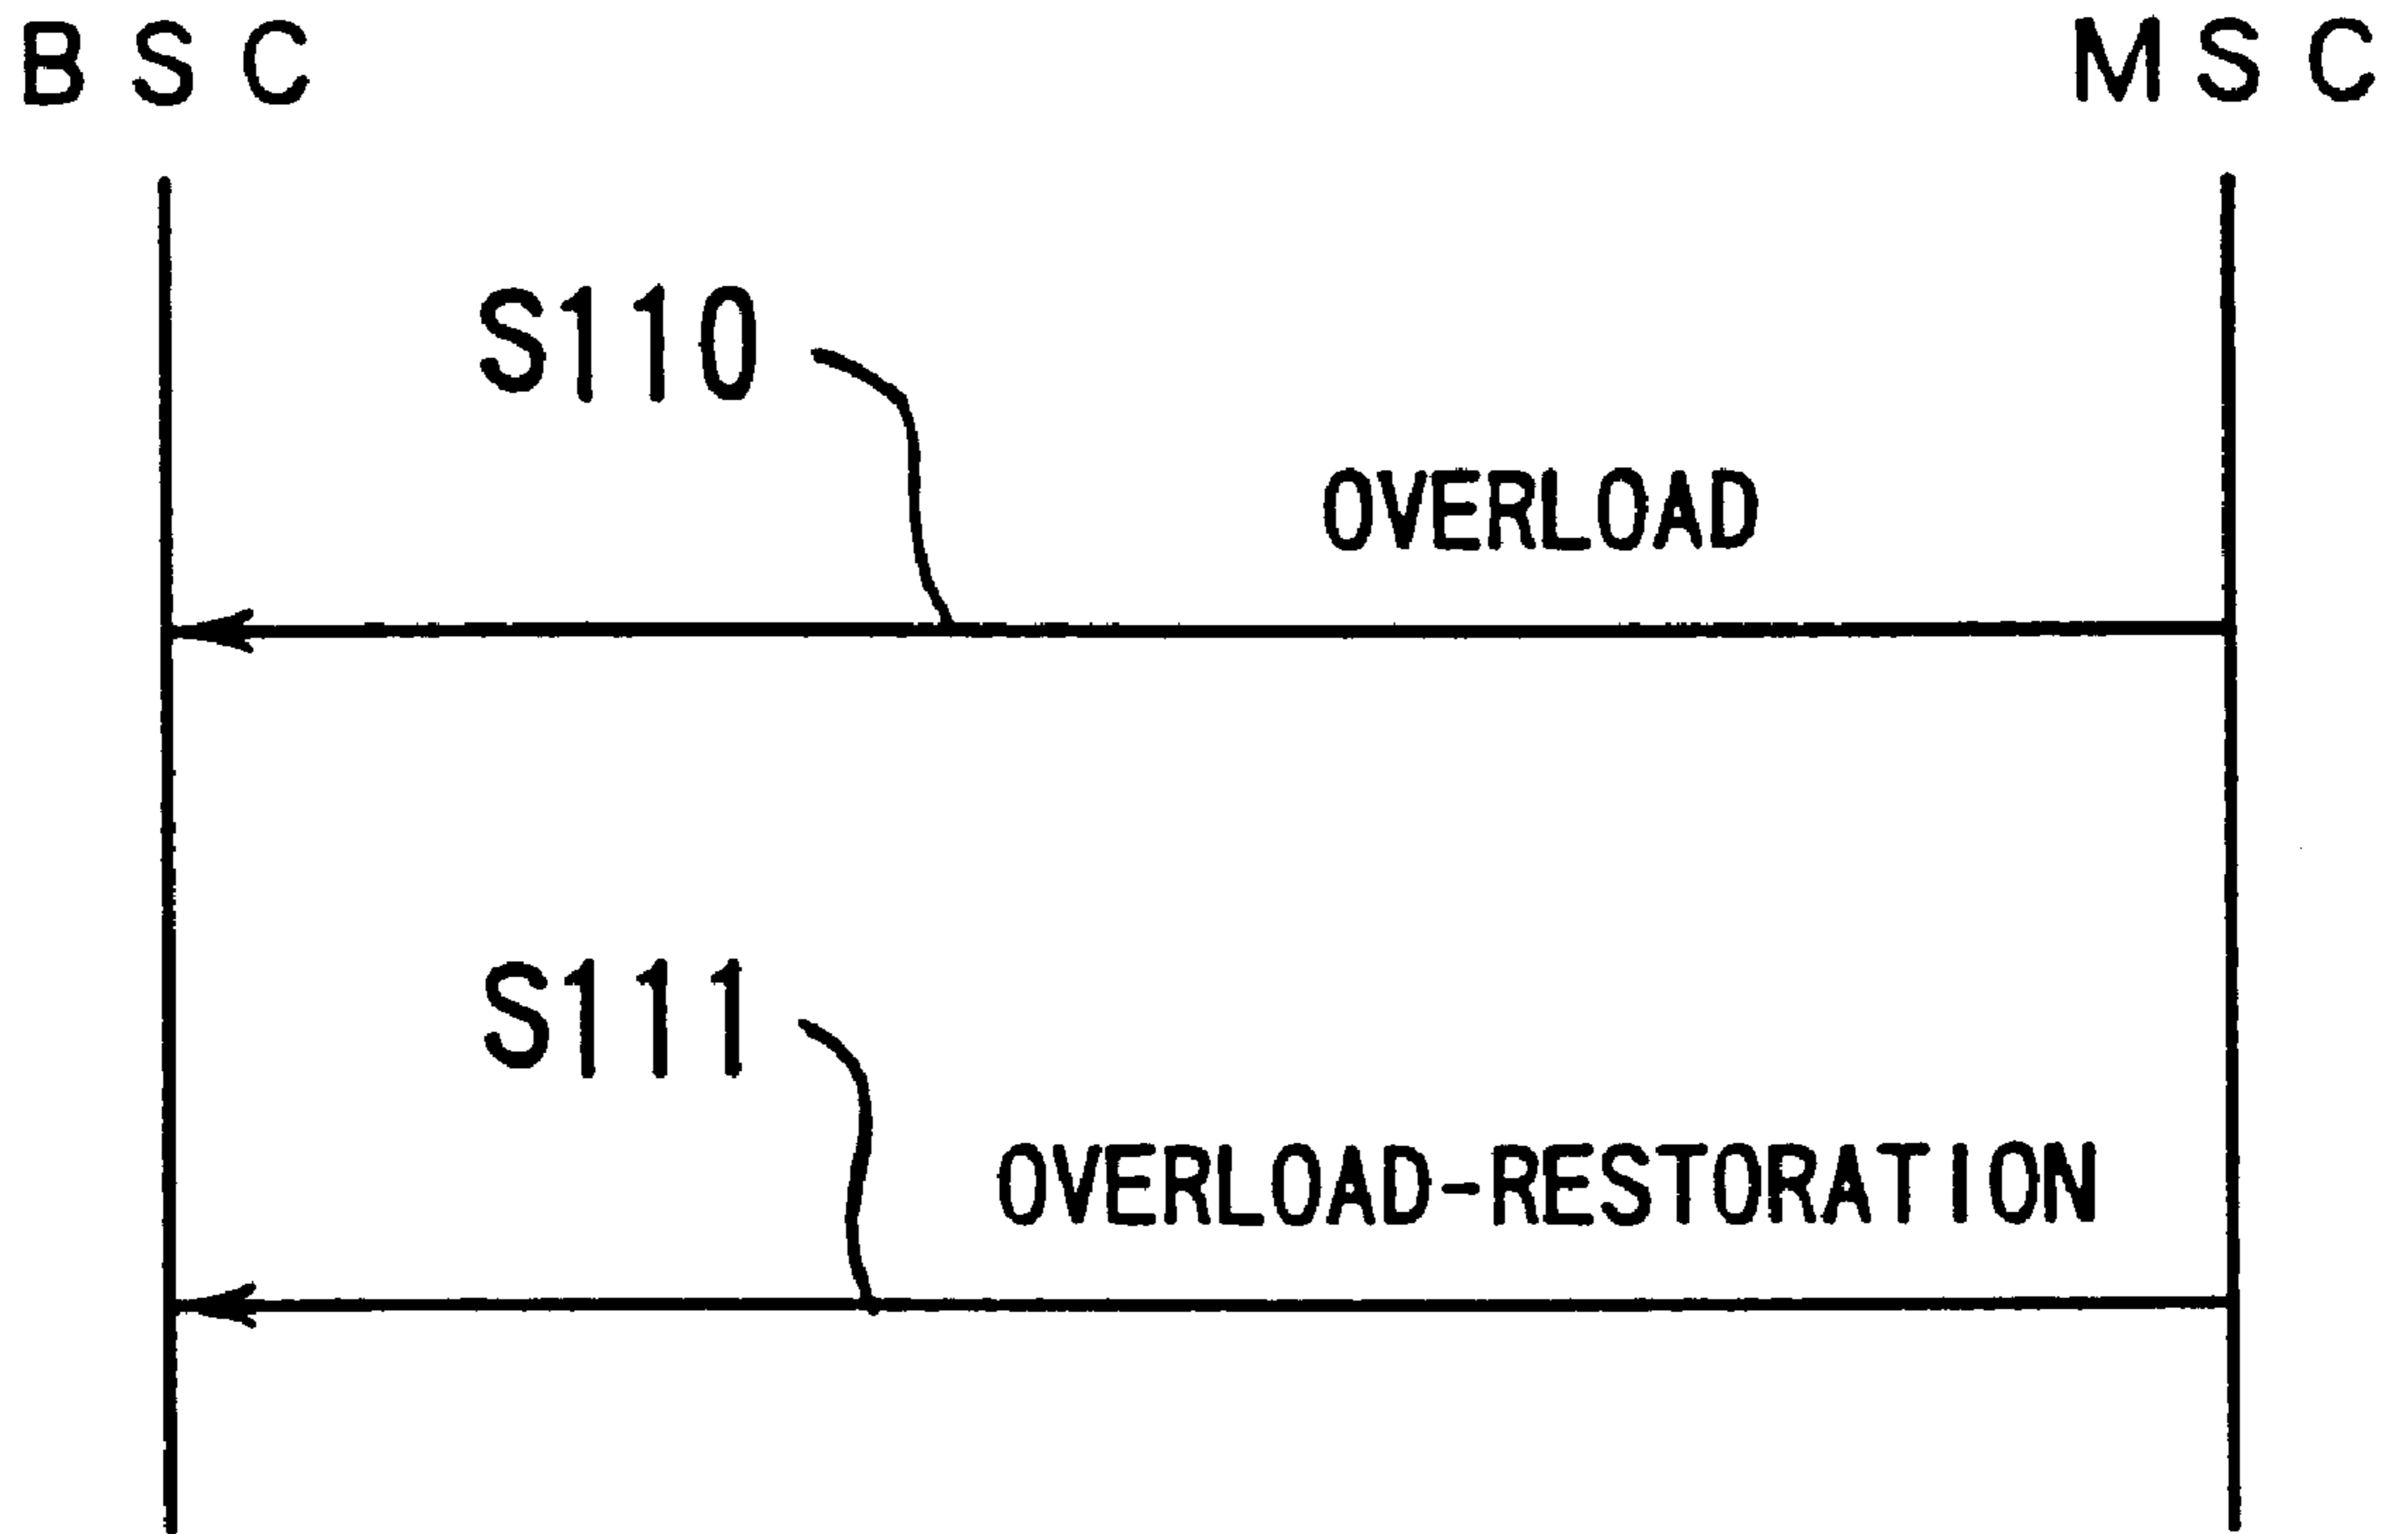 BSC MSC
S110
OVERLOAD
S111
OVERLOAD-RESTORATION